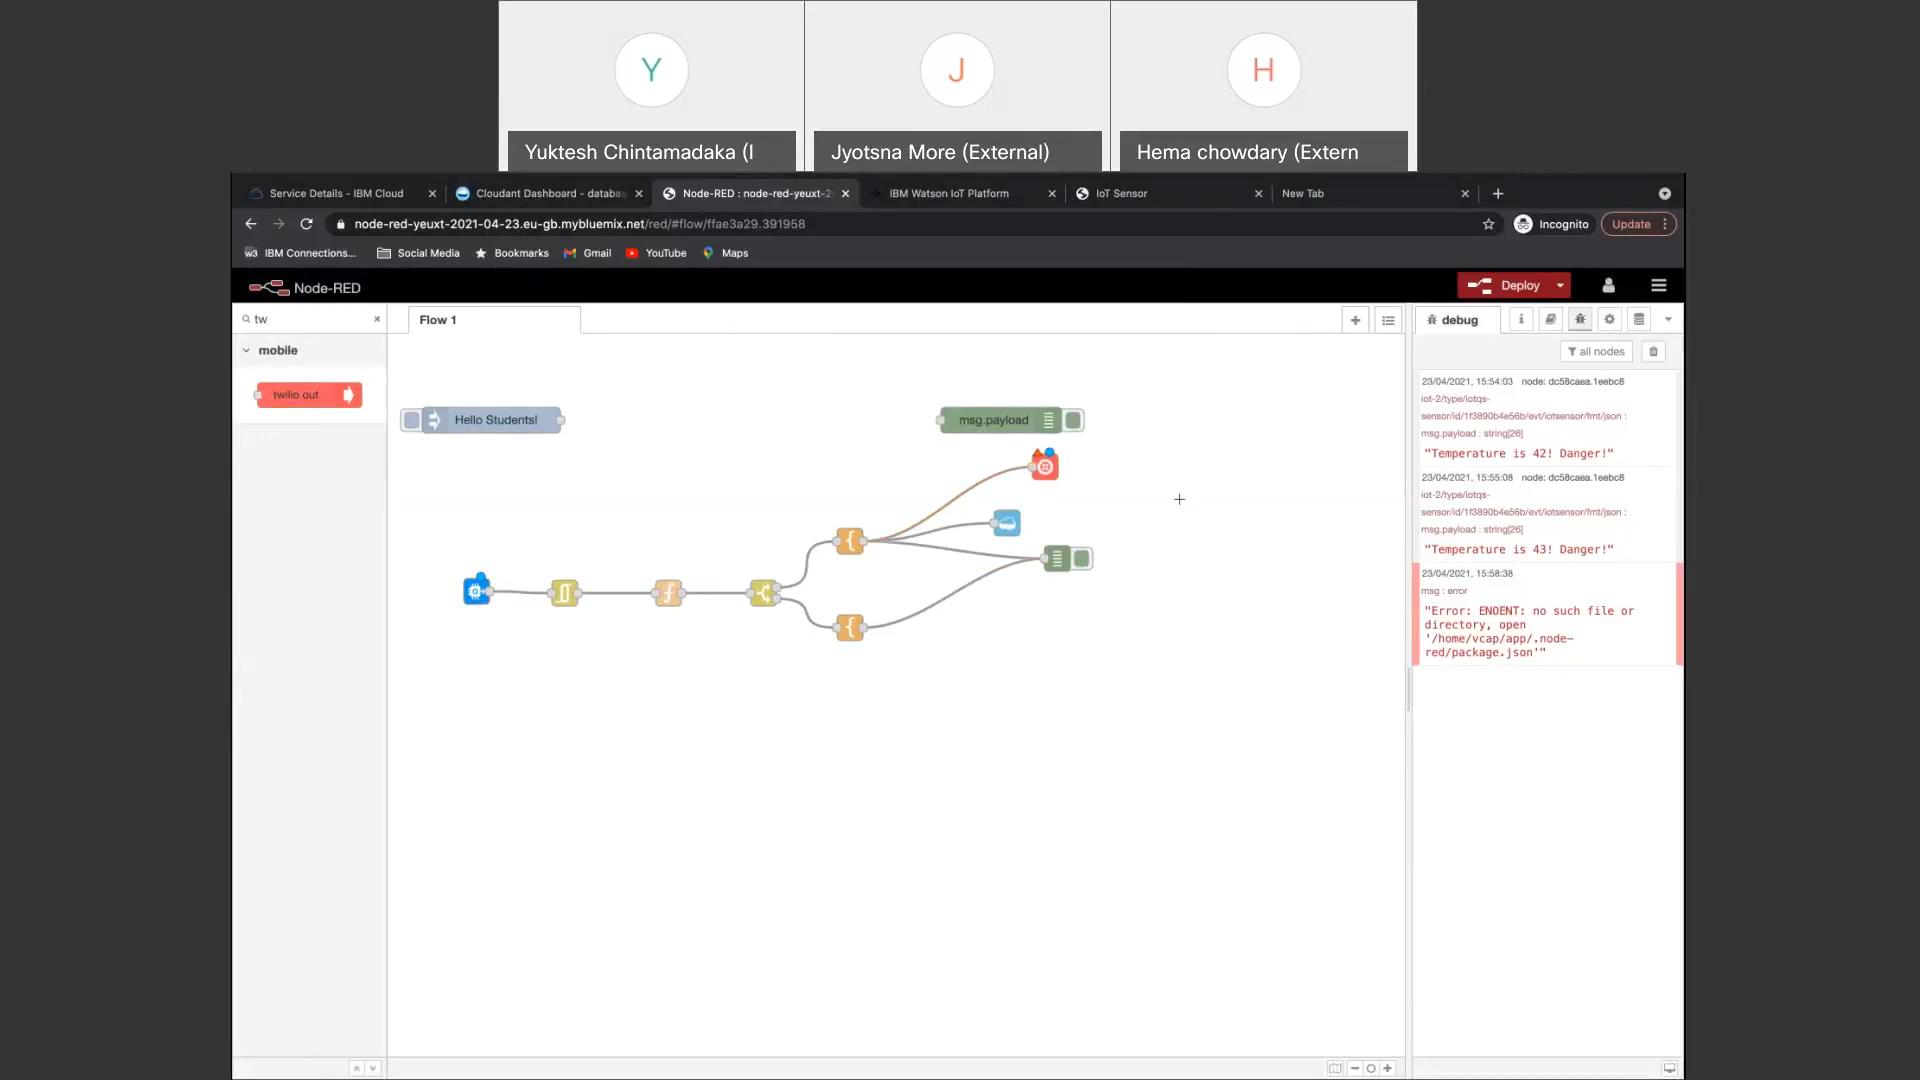 Y
J
H
Yuktesh Chintamadaka (I
Jyotsna More (External)
Hema chowdary (Extern
Service Details - IBM Cloud
Cloudant Dashboard - databa
Node-RED : node-red-yeuxt-2
IBM Watson IoT Platform
IoT Sensor
New Tab
node-red-yeuxt-2021-04-23.eu-gb.mybluemix.net/red/#flow/ffae3a29.391958
Incognito
Update
w3 IBM Connections...
Social Media
Bookmarks
Gmail
YouTube
Maps
Node-RED
Deploy
tw
Flow 1
debug
mobile
all nodes
twilio out
Hello Students!
msg.payload
23/04/2021, 15:54:03 node: dc58caea.1eebc8
iot-2/type/iotqs-
sensor/id/1f3890b4e56b/evt/iotsensor/fmt/json :
msg.payload : string[26]
"Temperature is 42! Danger!"
23/04/2021, 15:55:08 node: dc58caea.1eebc8
iot-2/type/iotqs-
sensor/id/1f3890b4e56b/evt/iotsensor/fmt/json :
msg.payload : string[26]
"Temperature is 43! Danger!"
23/04/2021, 15:58:38
msg : error
"Error: ENOENT: no such file or
directory, open
'/home/vcap/app/.node-
red/package.json'"